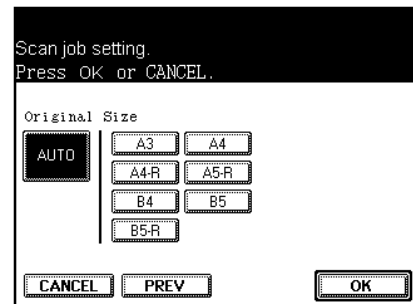 Scan job setting.
Press OK or CANCEL.
Original Size
AUTO
A3 A4
A4-R A5-R
B4 B5
B5-R
CANCEL PREV OK